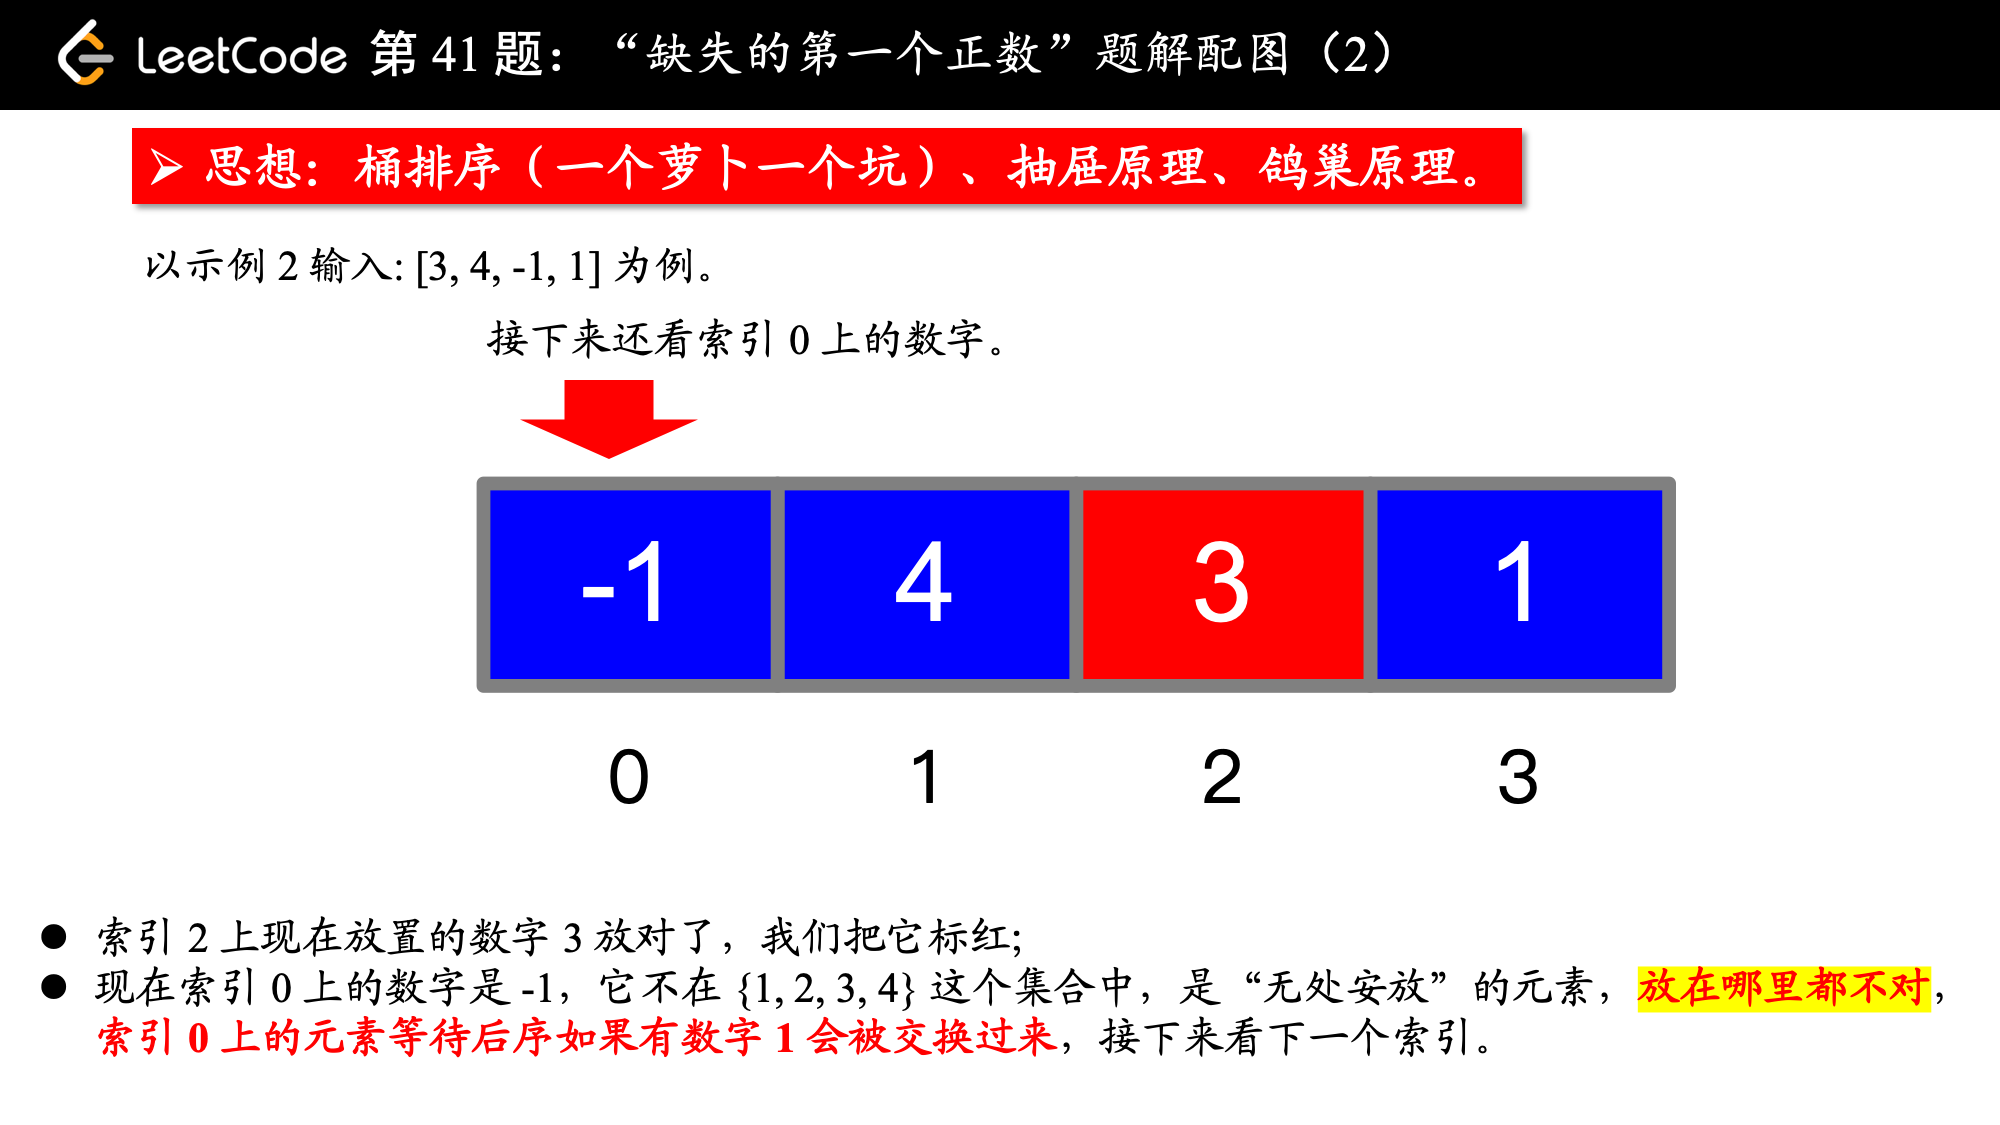 LeetCode 第 41 题：“缺失的第一个正数”题解配图（2）
➢ 思想：桶排序（一个萝卜一个坑）、抽屉原理、鸽巢原理。
以示例 2 输入: [3, 4, -1, 1] 为例。
接下来还看索引 0 上的数字。
-1 4 3 1
0 1 2 3
● 索引 2 上现在放置的数字 3 放对了，我们把它标红;
● 现在索引 0 上的数字是 -1，它不在 {1, 2, 3, 4} 这个集合中，是“无处安放”的元素，放在哪里都不对，
索引 0 上的元素等待后序如果有数字 1 会被交换过来，接下来看下一个索引。